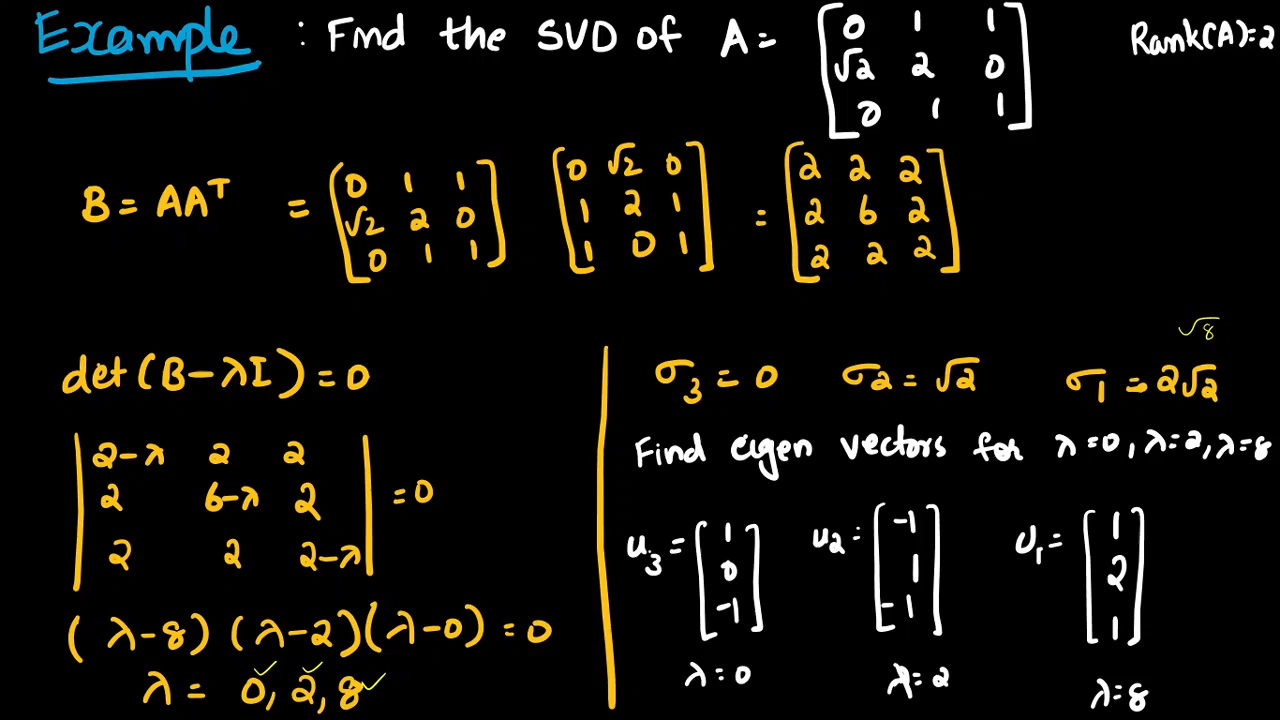 Example : Find the SVD of A = [0 1 1
√2 2 0
0 1 1] Rank(A)=2
B = AAᵀ = [0 1 1
√2 2 0
0 1 1] [0 √2 0
1 2 1
1 0 1] = [2 2 2
2 6 2
2 2 2]
det(B-λI)=0
|2-λ 2 2
2 6-λ 2
2 2 2-λ| =0
(λ-8)(λ-2)(λ-0)=0
λ = 0, 2, 8
√8
σ₃ = 0 σ₂ = √2 σ₁ = 2√2
Find eigen vectors for λ=0, λ=2, λ=8
u₃ = [1
0
-1] u₂ = [-1
1
-1] u₁ = [1
2
1]
λ=0 λ=2 λ=8